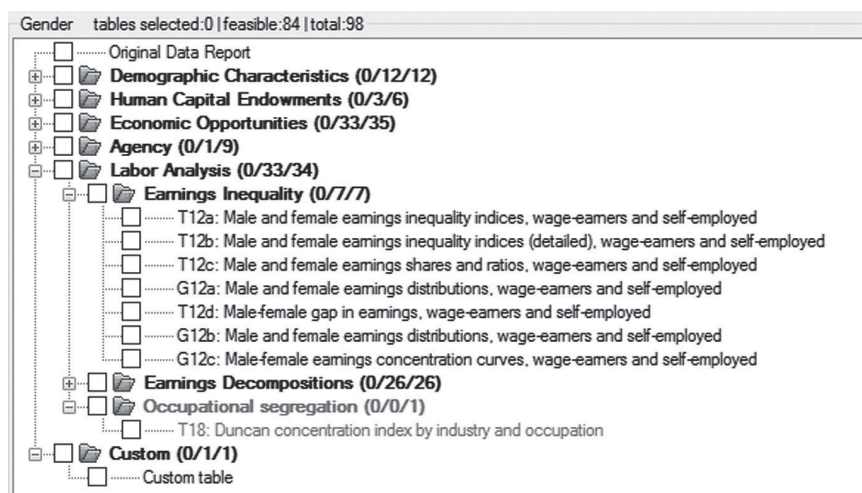 Gender tables selected:0 | feasible:84 | total:98
Original Data Report
Demographic Characteristics (0/12/12)
Human Capital Endowments (0/3/6)
Economic Opportunities (0/33/35)
Agency (0/1/9)
Labor Analysis (0/33/34)
Earnings Inequality (0/7/7)
T12a: Male and female earnings inequality indices, wage-earners and self-employed
T12b: Male and female earnings inequality indices (detailed), wage-earners and self-employed
T12c: Male and female earnings shares and ratios, wage-earners and self-employed
G12a: Male and female earnings distributions, wage-earners and self-employed
T12d: Male-female gap in earnings, wage-earners and self-employed
G12b: Male and female earnings distributions, wage-earners and self-employed
G12c: Male-female earnings concentration curves, wage-earners and self-employed
Earnings Decompositions (0/26/26)
Occupational segregation (0/0/1)
T18: Duncan concentration index by industry and occupation
Custom (0/1/1)
Custom table